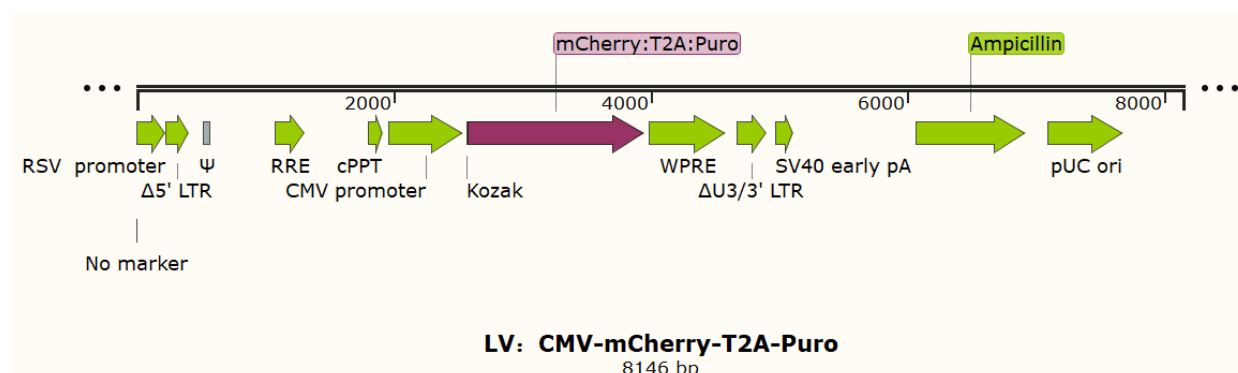 mCherry:T2A:Puro
Ampicillin
2000
4000
6000
8000
RSV promoter
Ψ
RRE
cPPT
WPRE
SV40 early pA
pUC ori
Δ5' LTR
CMV promoter
Kozak
ΔU3/3' LTR
No marker
LV: CMV-mCherry-T2A-Puro
8146 bp